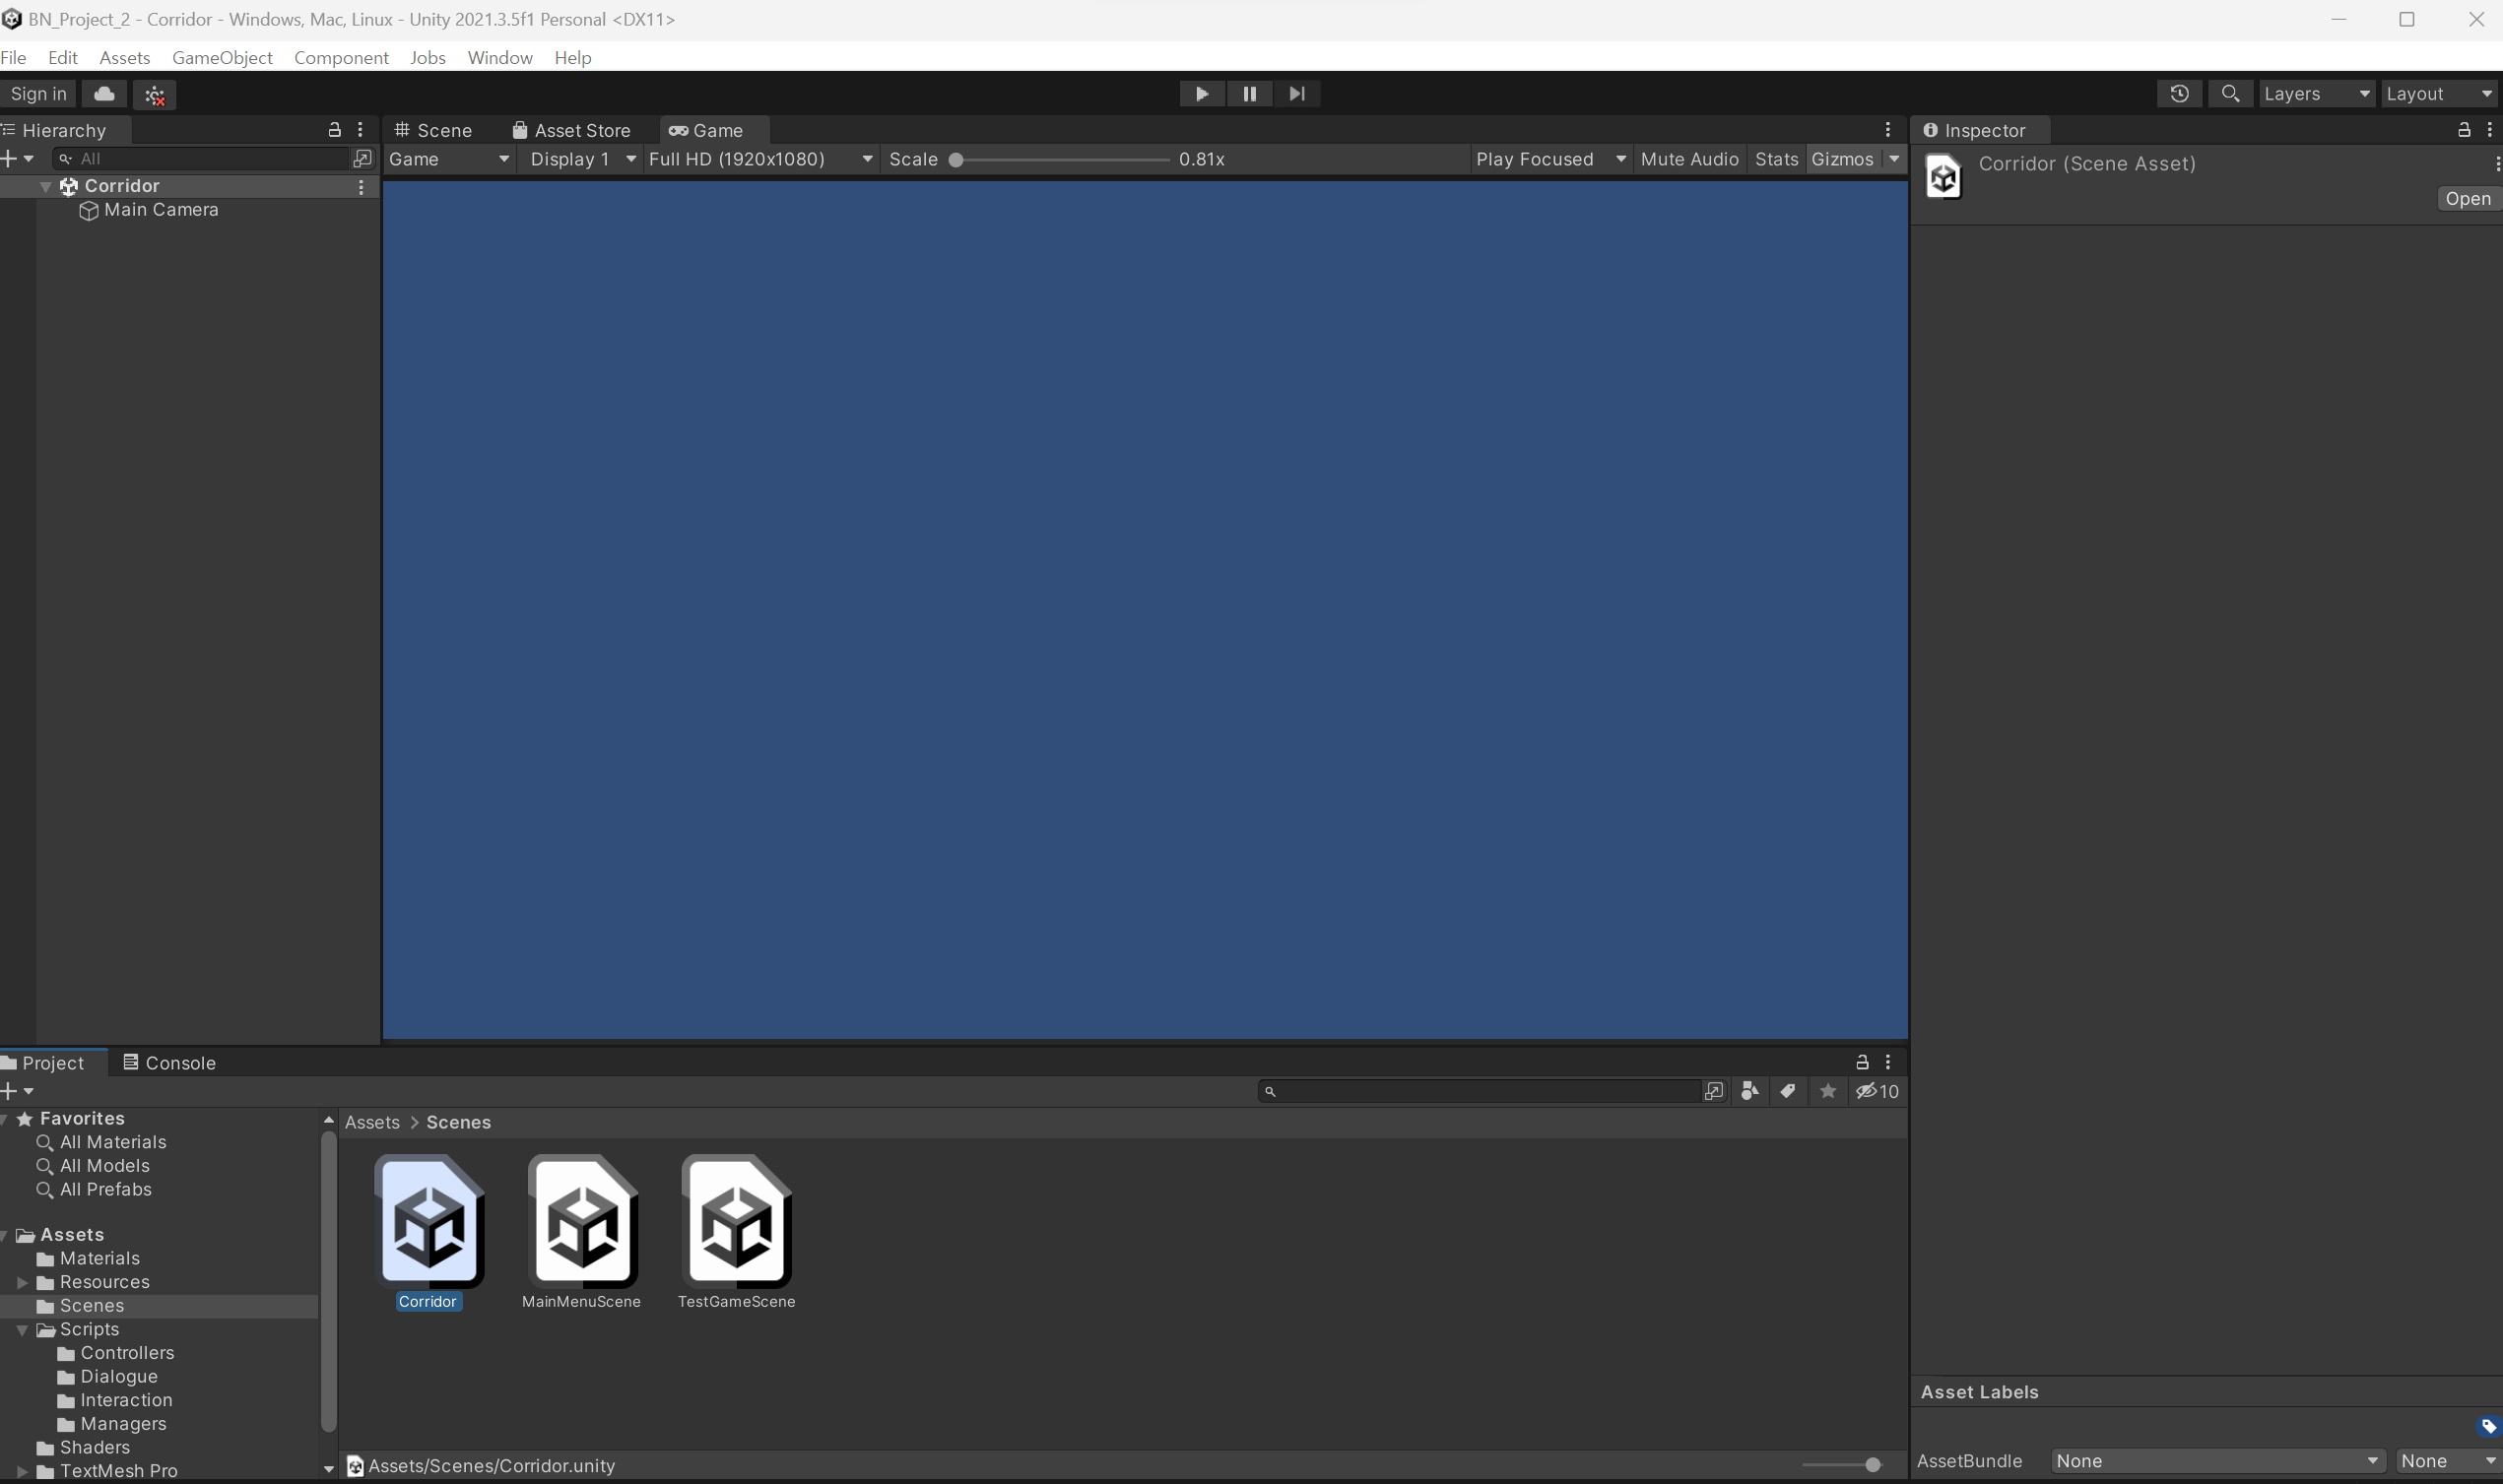 BN_Project_2 - Corridor - Windows, Mac, Linux - Unity 2021.3.5f1 Personal <DX11>
File Edit Assets GameObject Component Jobs Window Help
Sign in Layers Layout
Hierarchy Scene Asset Store Game Inspector
All Game Display 1 Full HD (1920x1080) Scale 0.81x Play Focused Mute Audio Stats Gizmos
Corridor (Scene Asset)
Corridor
Open
Main Camera
Project Console
10
Favorites
Assets > Scenes
All Materials
All Models
All Prefabs
Assets
Materials
Resources
Scenes
Corridor MainMenuScene TestGameScene
Scripts
Controllers
Dialogue
Interaction
Asset Labels
Managers
Shaders
AssetBundle None None
TextMesh Pro
Assets/Scenes/Corridor.unity